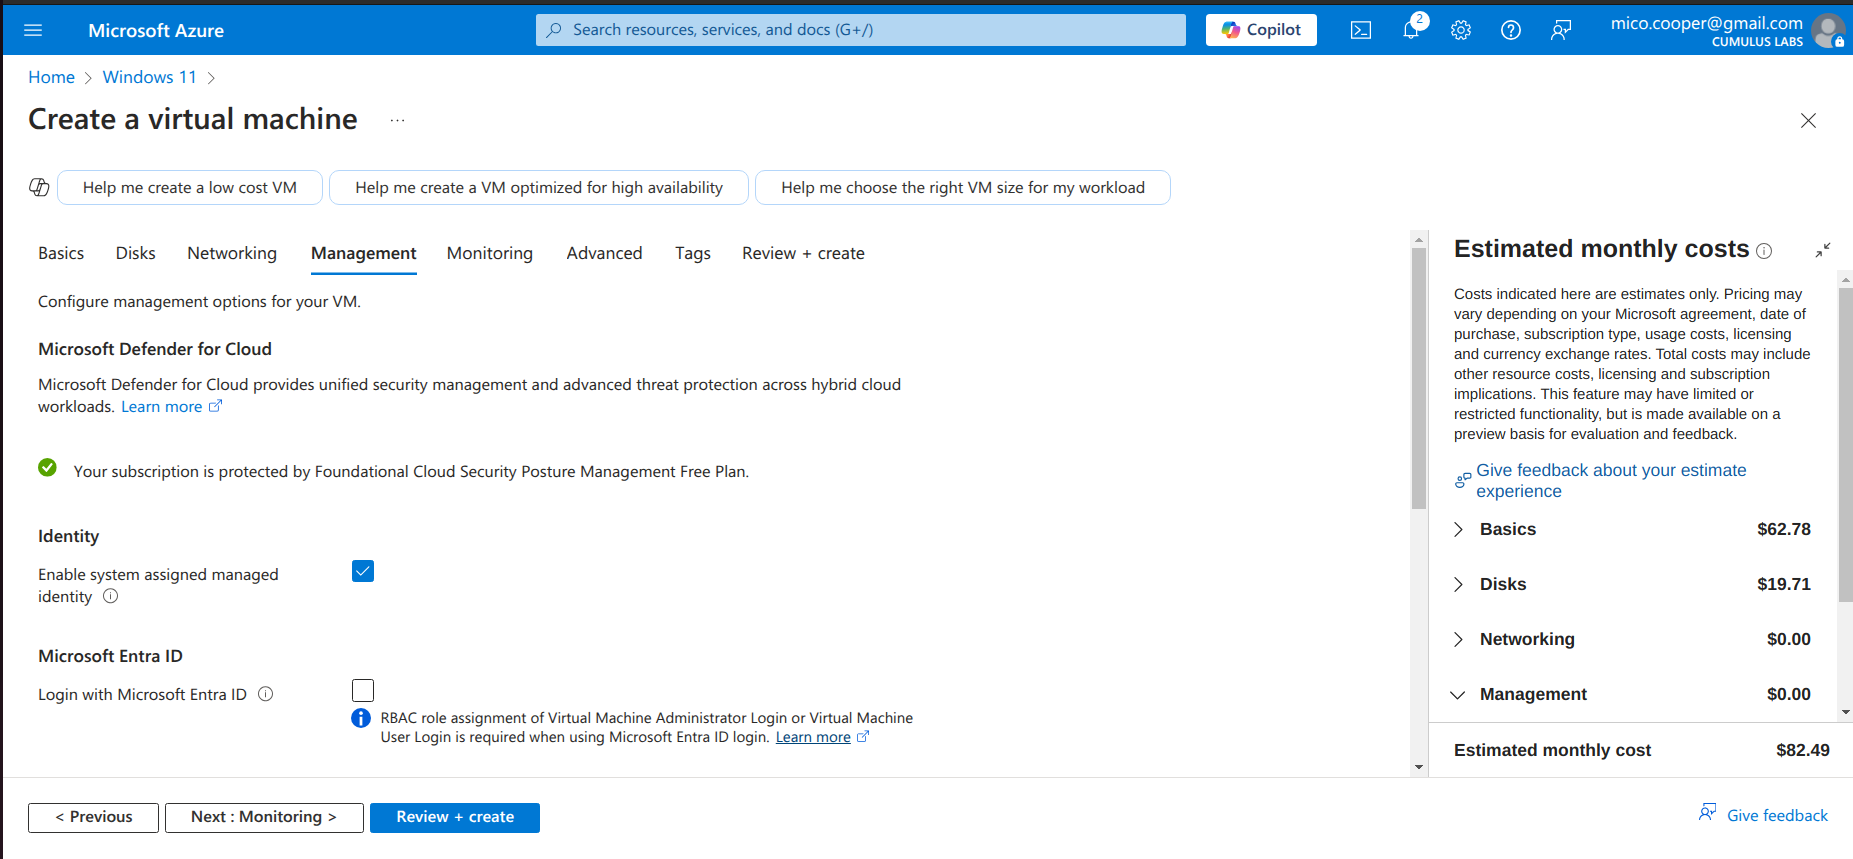 Microsoft Azure
Search resources, services, and docs (G+/)
Copilot
2
mico.cooper@gmail.com
CUMULUS LABS
Home > Windows 11 >
Create a virtual machine ...
Help me create a low cost VM
Help me create a VM optimized for high availability
Help me choose the right VM size for my workload
Basics Disks Networking Management Monitoring Advanced Tags Review + create
Configure management options for your VM.
Microsoft Defender for Cloud
Microsoft Defender for Cloud provides unified security management and advanced threat protection across hybrid cloud
workloads. Learn more
Your subscription is protected by Foundational Cloud Security Posture Management Free Plan.
Identity
Enable system assigned managed
identity
Microsoft Entra ID
Login with Microsoft Entra ID
RBAC role assignment of Virtual Machine Administrator Login or Virtual Machine
User Login is required when using Microsoft Entra ID login. Learn more
Estimated monthly costs
Costs indicated here are estimates only. Pricing may
vary depending on your Microsoft agreement, date of
purchase, subscription type, usage costs, licensing
and currency exchange rates. Total costs may include
other resource costs, licensing and subscription
implications. This feature may have limited or
restricted functionality, but is made available on a
preview basis for evaluation and feedback.
Give feedback about your estimate
experience
Basics $62.78
Disks $19.71
Networking $0.00
Management $0.00
Estimated monthly cost $82.49
< Previous
Next : Monitoring >
Review + create
Give feedback